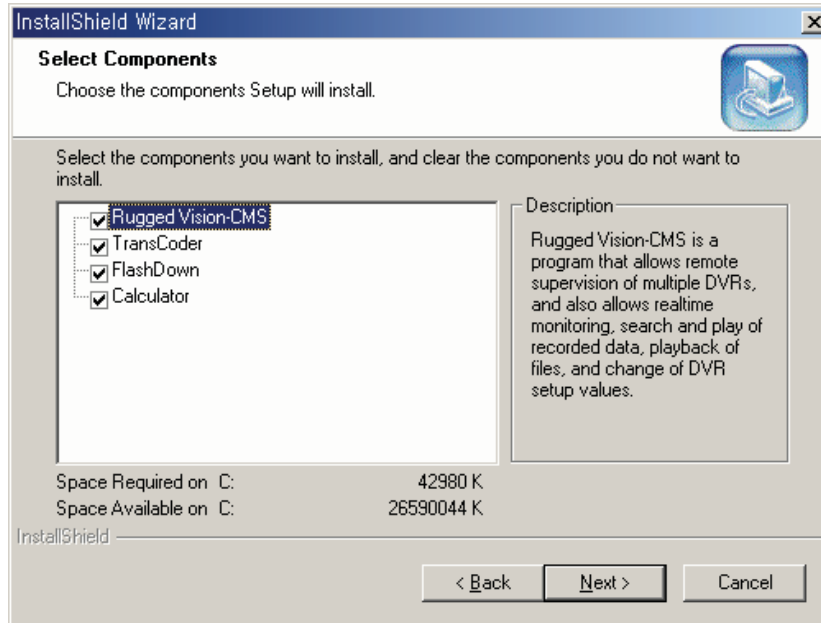 InstallShield Wizard
Select Components
Choose the components Setup will install.
Select the components you want to install, and clear the components you do not want to
install.
Rugged Vision-CMS
TransCoder
FlashDown
Calculator
Description
Rugged Vision-CMS is a
program that allows remote
supervision of multiple DVRs,
and also allows realtime
monitoring, search and play of
recorded data, playback of
files, and change of DVR
setup values.
Space Required on C: 42980 K
Space Available on C: 26590044 K
InstallShield
< Back Next > Cancel